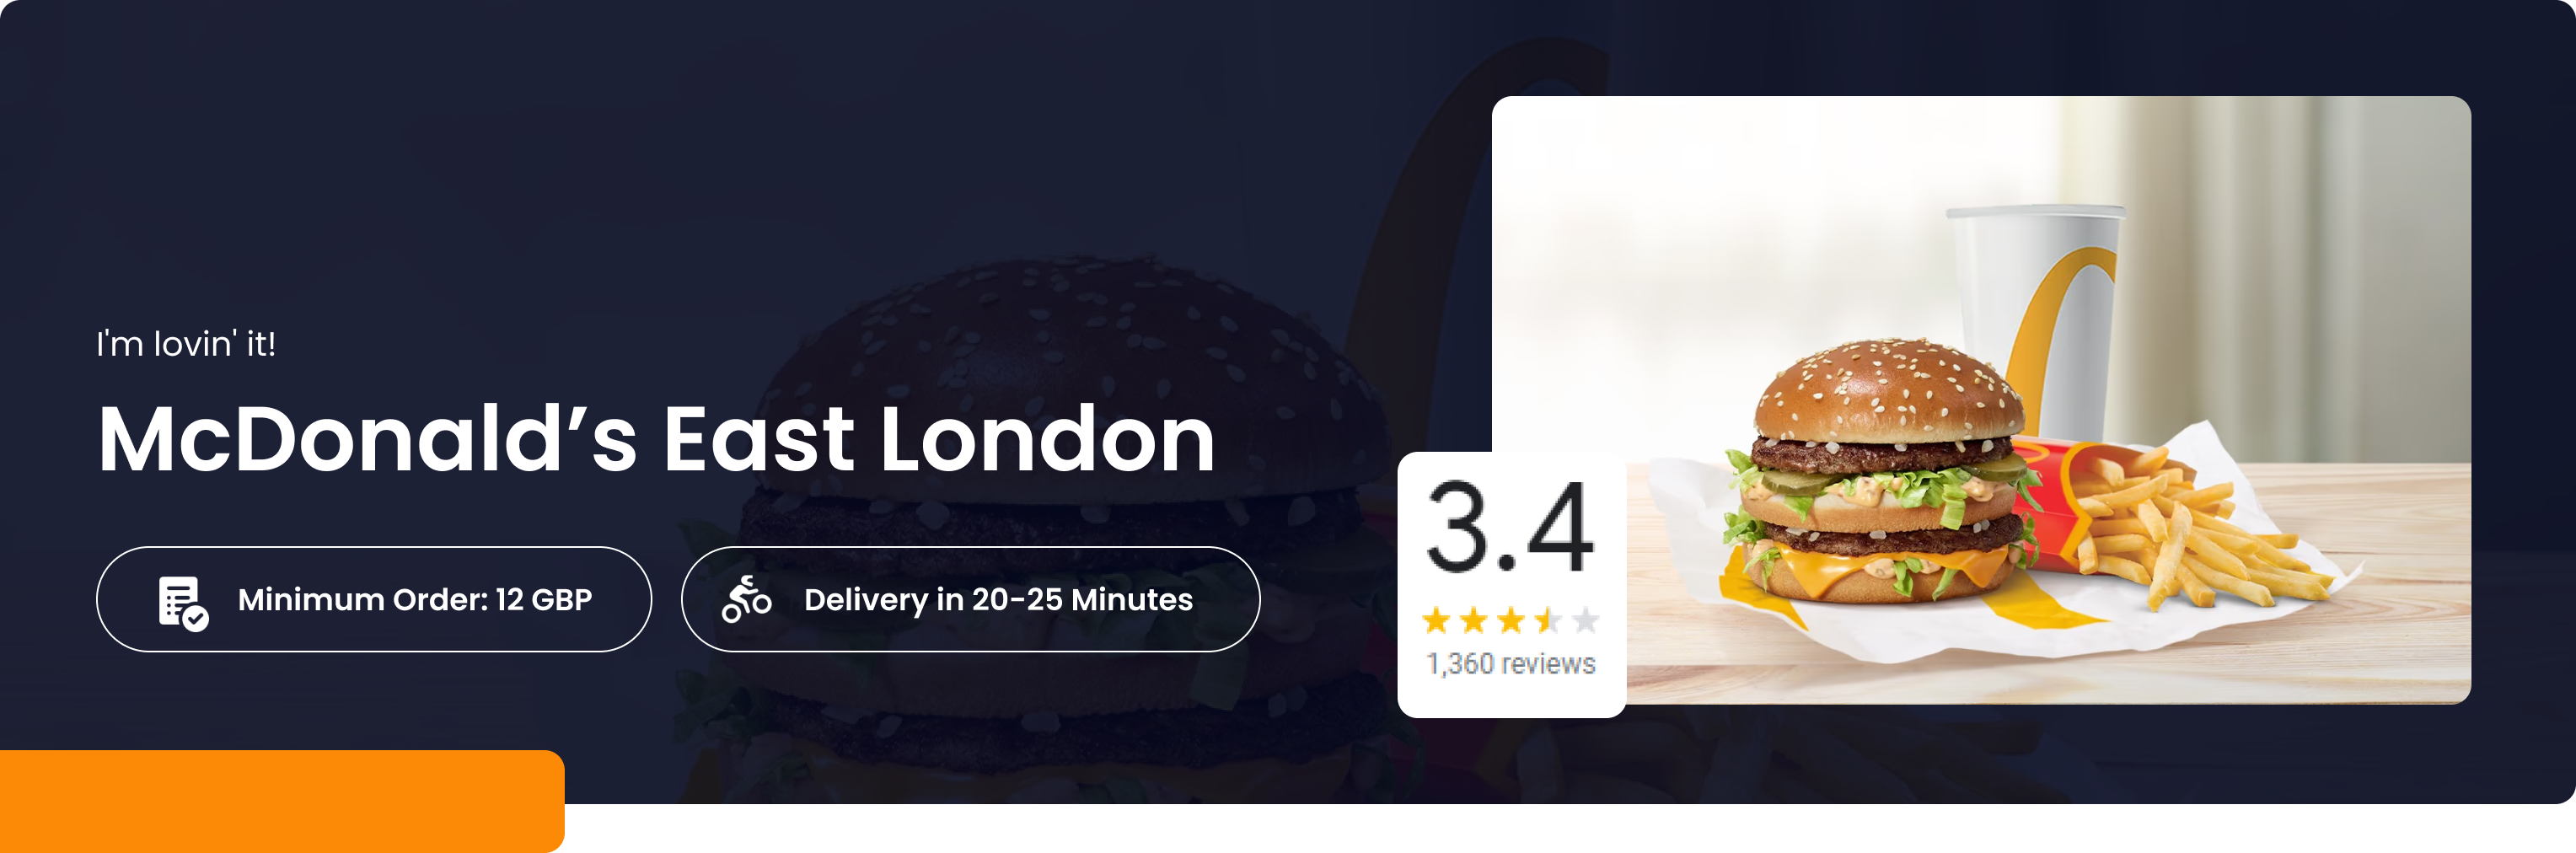 I'm lovin' it!
McDonald’s East London
Minimum Order: 12 GBP
Delivery in 20-25 Minutes
3.4
1,360 reviews